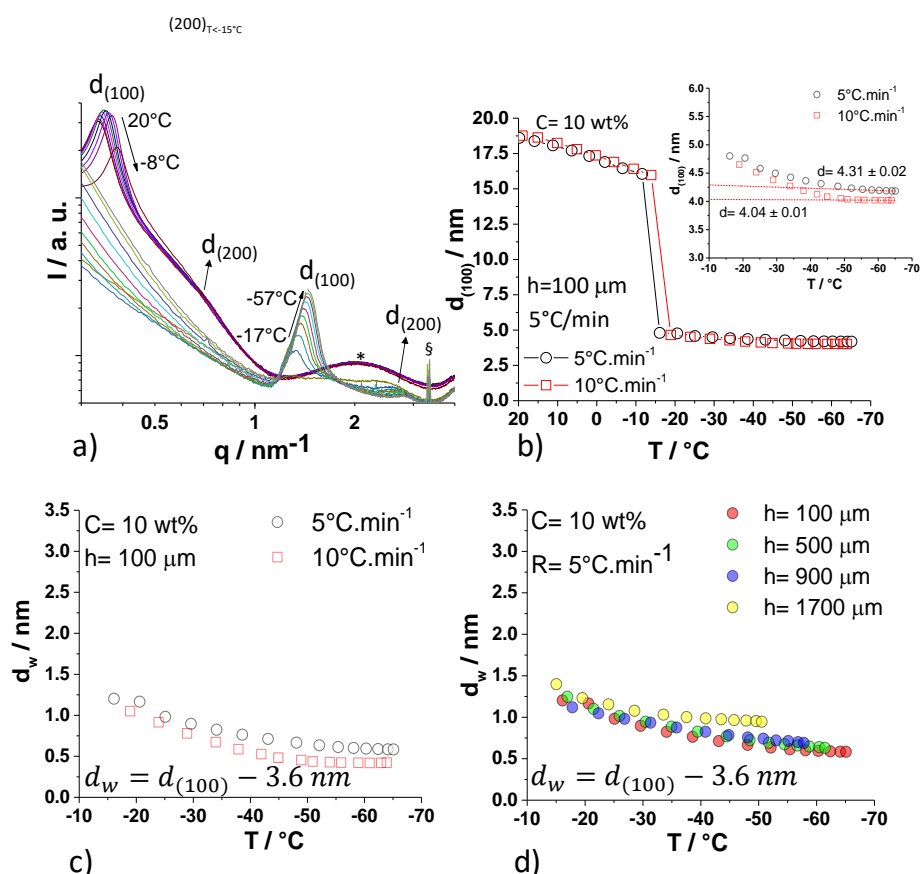 (200)T<-15°C
d(100)
20°C
-8°C
d(200)
-57°C
d(100)
-17°C
d(200)
*
§
I / a. u.
0.5 1 2
q / nm-1
a)
C= 10 wt%
h=100 μm
5°C/min
5°C.min-1
10°C.min-1
d(100) / nm
20.0
17.5
15.0
12.5
10.0
7.5
5.0
2.5
0.0
20 10 0 -10 -20 -30 -40 -50 -60 -70
T / °C
b)
5°C.min-1
10°C.min-1
d= 4.31 ± 0.02
d= 4.04 ± 0.01
d(100) / nm
6.0
5.5
5.0
4.5
4.0
3.5
3.0
-10 -20 -30 -40 -50 -60 -70
T / °C
C= 10 wt%
h= 100 μm
5°C.min-1
10°C.min-1
dw / nm
3.5
3.0
2.5
2.0
1.5
1.0
0.5
0.0
dw = d(100) − 3.6 nm
-10 -20 -30 -40 -50 -60 -70
T / °C
c)
C= 10 wt%
R= 5°C.min-1
h= 100 μm
h= 500 μm
h= 900 μm
h= 1700 μm
dw / nm
3.5
3.0
2.5
2.0
1.5
1.0
0.5
0.0
dw = d(100) − 3.6 nm
-10 -20 -30 -40 -50 -60 -70
T / °C
d)